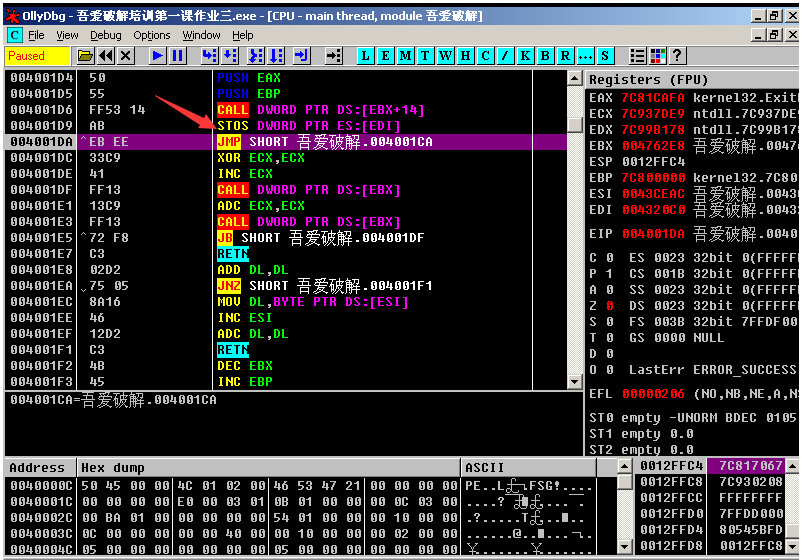 OllyDbg - 吾爱破解培训第一课作业三.exe - [CPU - main thread, module 吾爱破解]
C File View Debug Options Window Help
Paused L E M T W H C / K B R ... S ?
004001D4 50 PUSH EAX
004001D5 55 PUSH EBP
004001D6 FF53 14 CALL DWORD PTR DS:[EBX+14]
004001D9 AB STOS DWORD PTR ES:[EDI]
004001DA ^EB EE JMP SHORT 吾爱破解.004001CA
004001DC 33C9 XOR ECX,ECX
004001DE 41 INC ECX
004001DF FF13 CALL DWORD PTR DS:[EBX]
004001E1 13C9 ADC ECX,ECX
004001E3 FF13 CALL DWORD PTR DS:[EBX]
004001E5 ^72 F8 JB SHORT 吾爱破解.004001DF
004001E7 C3 RETN
004001E8 02D2 ADD DL,DL
004001EA 75 05 JNZ SHORT 吾爱破解.004001F1
004001EC 8A16 MOV DL,BYTE PTR DS:[ESI]
004001EE 46 INC ESI
004001EF 12D2 ADC DL,DL
004001F1 C3 RETN
004001F2 4B DEC EBX
004001F3 45 INC EBP
004001CA=吾爱破解.004001CA
Registers (FPU)
EAX 7C81CAFA kernel32.Exit
ECX 7C937DE9 ntdll.7C937DE9
EDX 7C99B178 ntdll.7C99B178
EBX 004762E8 吾爱破解.0047
ESP 0012FFC4
EBP 7C800000 kernel32.7C80
ESI 0043CEAC 吾爱破解.0043
EDI 004320C0 吾爱破解.0043
EIP 004001DA 吾爱破解.0040
C 0 ES 0023 32bit 0(FFFFFF
P 1 CS 001B 32bit 0(FFFFFF
A 0 SS 0023 32bit 0(FFFFFF
Z 0 DS 0023 32bit 0(FFFFFF
S 0 FS 003B 32bit 7FFDF00
T 0 GS 0000 NULL
D 0
O 0 LastErr ERROR_SUCCESS
EFL 00000206 (NO,NB,NE,A,NS
ST0 empty -UNORM BDEC 0105
ST1 empty 0.0
ST2 empty 0.0
Address Hex dump ASCII
0040000C 50 45 00 00 4C 01 02 00 46 53 47 21 00 00 00 00
0040001C 00 00 00 00 E0 00 03 01 0B 01 00 00 00 0C 03 00
0040002C 00 BA 01 00 00 00 00 00 54 01 00 00 00 10 00 00
0040003C 0C 00 00 00 00 00 40 00 00 10 00 00 00 02 00 00
0040004C 05 00 00 00 00 00 00 00 05 00 00 00 00 00 00 00
0012FFC4 7C817067
0012FFC8 7C930208
0012FFCC FFFFFFFF
0012FFD0 7FFDD000
0012FFD4 80545BFD
0012FFD8 0012FFC8